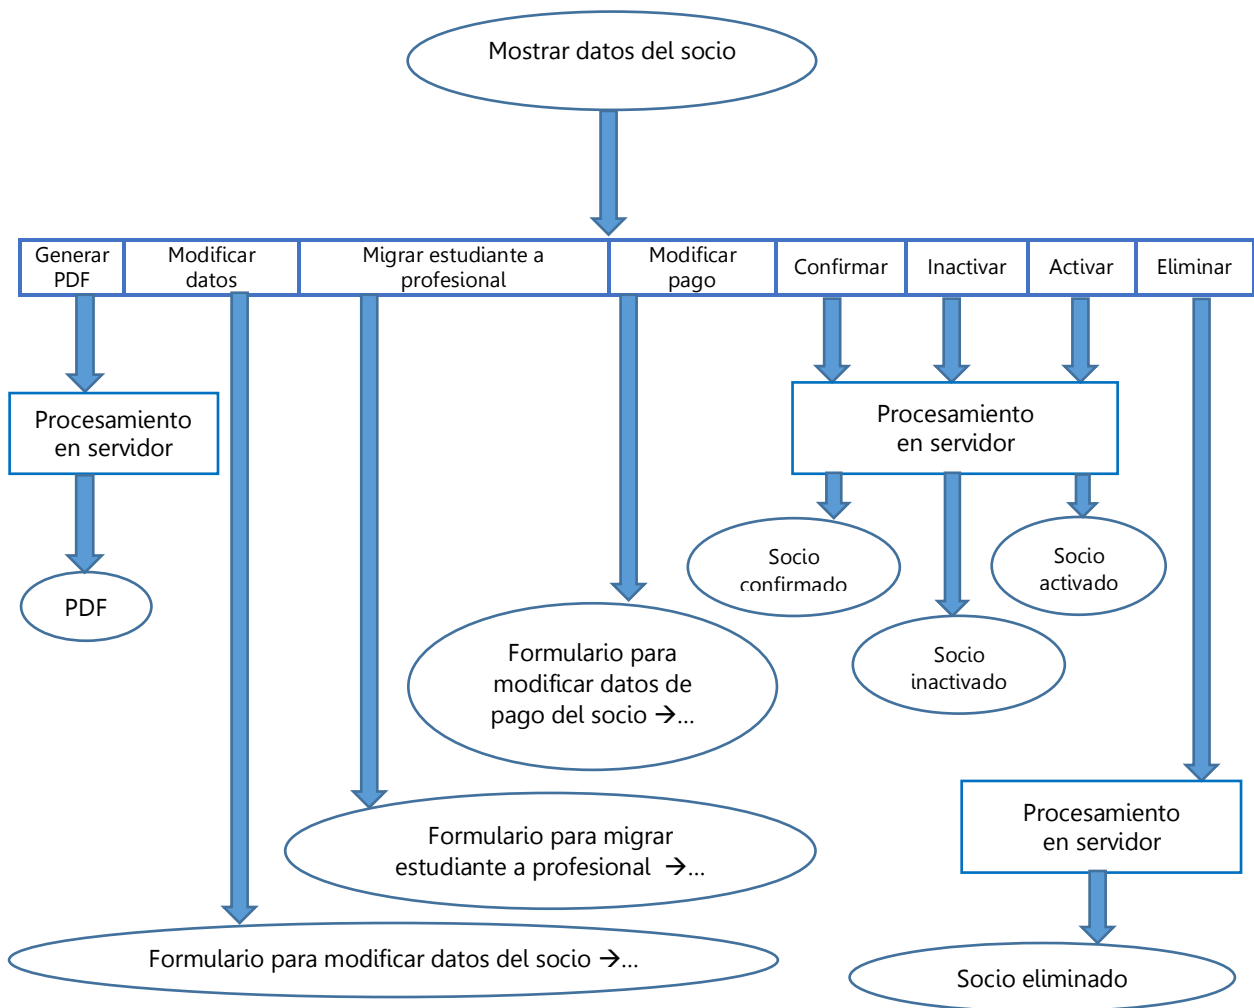 Mostrar datos del socio
Generar
PDF
Modificar
datos
Migrar estudiante a
profesional
Modificar
pago
Confirmar
Inactivar
Activar
Eliminar
Procesamiento
en servidor
Procesamiento
en servidor
PDF
Socio
confirmado
Socio
activado
Socio
inactivado
Formulario para
modificar datos de
pago del socio →...
Procesamiento
en servidor
Formulario para migrar
estudiante a profesional →...
Formulario para modificar datos del socio →...
Socio eliminado